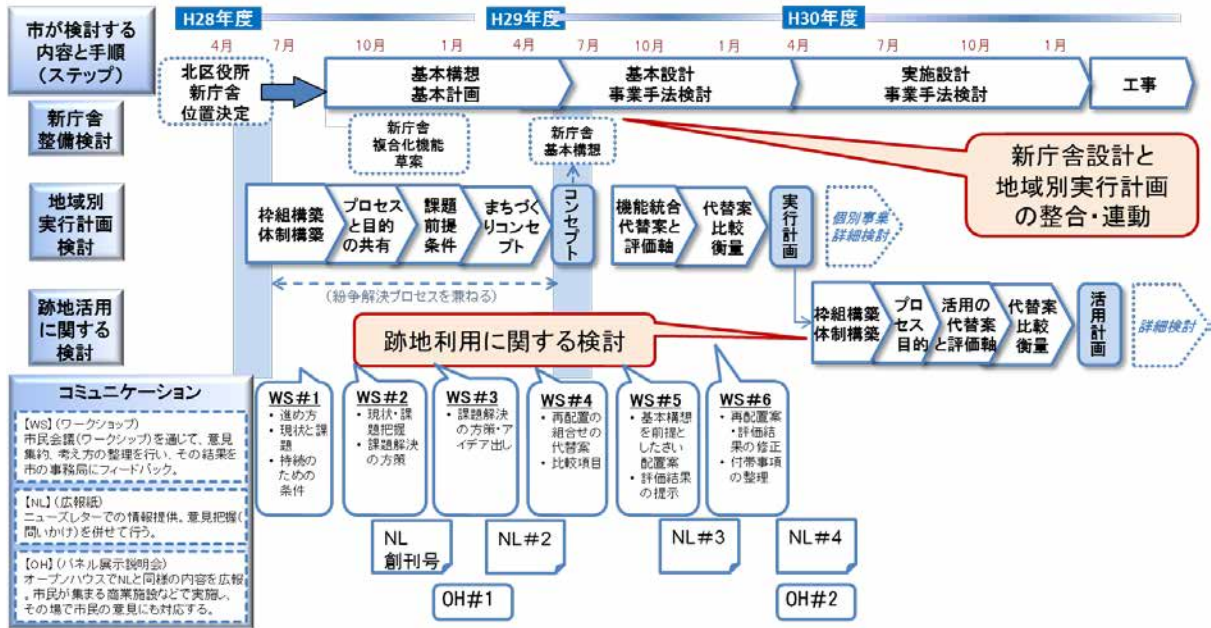 市が検討する
内容と手順
(ステップ)
H28年度
H29年度
H30年度
4月
7月
10月
1月
4月
7月
10月
1月
4月
7月
10月
1月
北区役所
新庁舎
位置決定
基本構想
基本計画
基本設計
事業手法検討
実施設計
事業手法検討
工事
新庁舎
整備検討
新庁舎
複合化機能
草案
新庁舎
基本構想
新庁舎設計と
地域別実行計画
の整合・連動
地域別
実行計画
検討
枠組構築
体制構築
プロセス
と目的
の共有
課題
前提
条件
まちづく
りコンセ
プト
コンセプト
機能統合
代替案と
評価軸
代替案
比較
衡量
実行計画
個別事業
詳細検討
(紛争解決プロセスを兼ねる)
跡地活用
に関する
検討
跡地利用に関する検討
枠組構築
体制構築
プロ
セス
目的
活用の
代替案
と評価軸
代替案
比較
衡量
活用計画
詳細検討
コミュニケーション
【WS】(ワークショップ)
市民会議(ワークシップ)を通じて、意見
集約、考え方の整理を行い、その結果を
市の事務局にフィードバック。
【NL】(広報紙)
ニューズレターでの情報提供。意見把握(
問いかけ)を併せて行う。
【OH】(パネル展示説明会)
オープンハウスでNLと同様の内容を広報
。市民が集まる商業施設などで実施し、
その場で市民の意見にも対応する。
WS#1
• 進め方
• 現状と課
題
• 持続の
ための
条件
WS#2
• 現状・課
題把握
• 課題解決
の方策
WS#3
• 課題解決
の方策・ア
イデア出し
WS#4
• 再配置の
組合せの
代替案
• 比較項目
WS#5
• 基本構想
を前提と
したさい
配置案
• 評価結果
の提示
WS#6
• 再配置案
・評価結
果の修正
• 付帯事項
の整理
NL
創刊号
NL#2
NL#3
NL#4
OH#1
OH#2